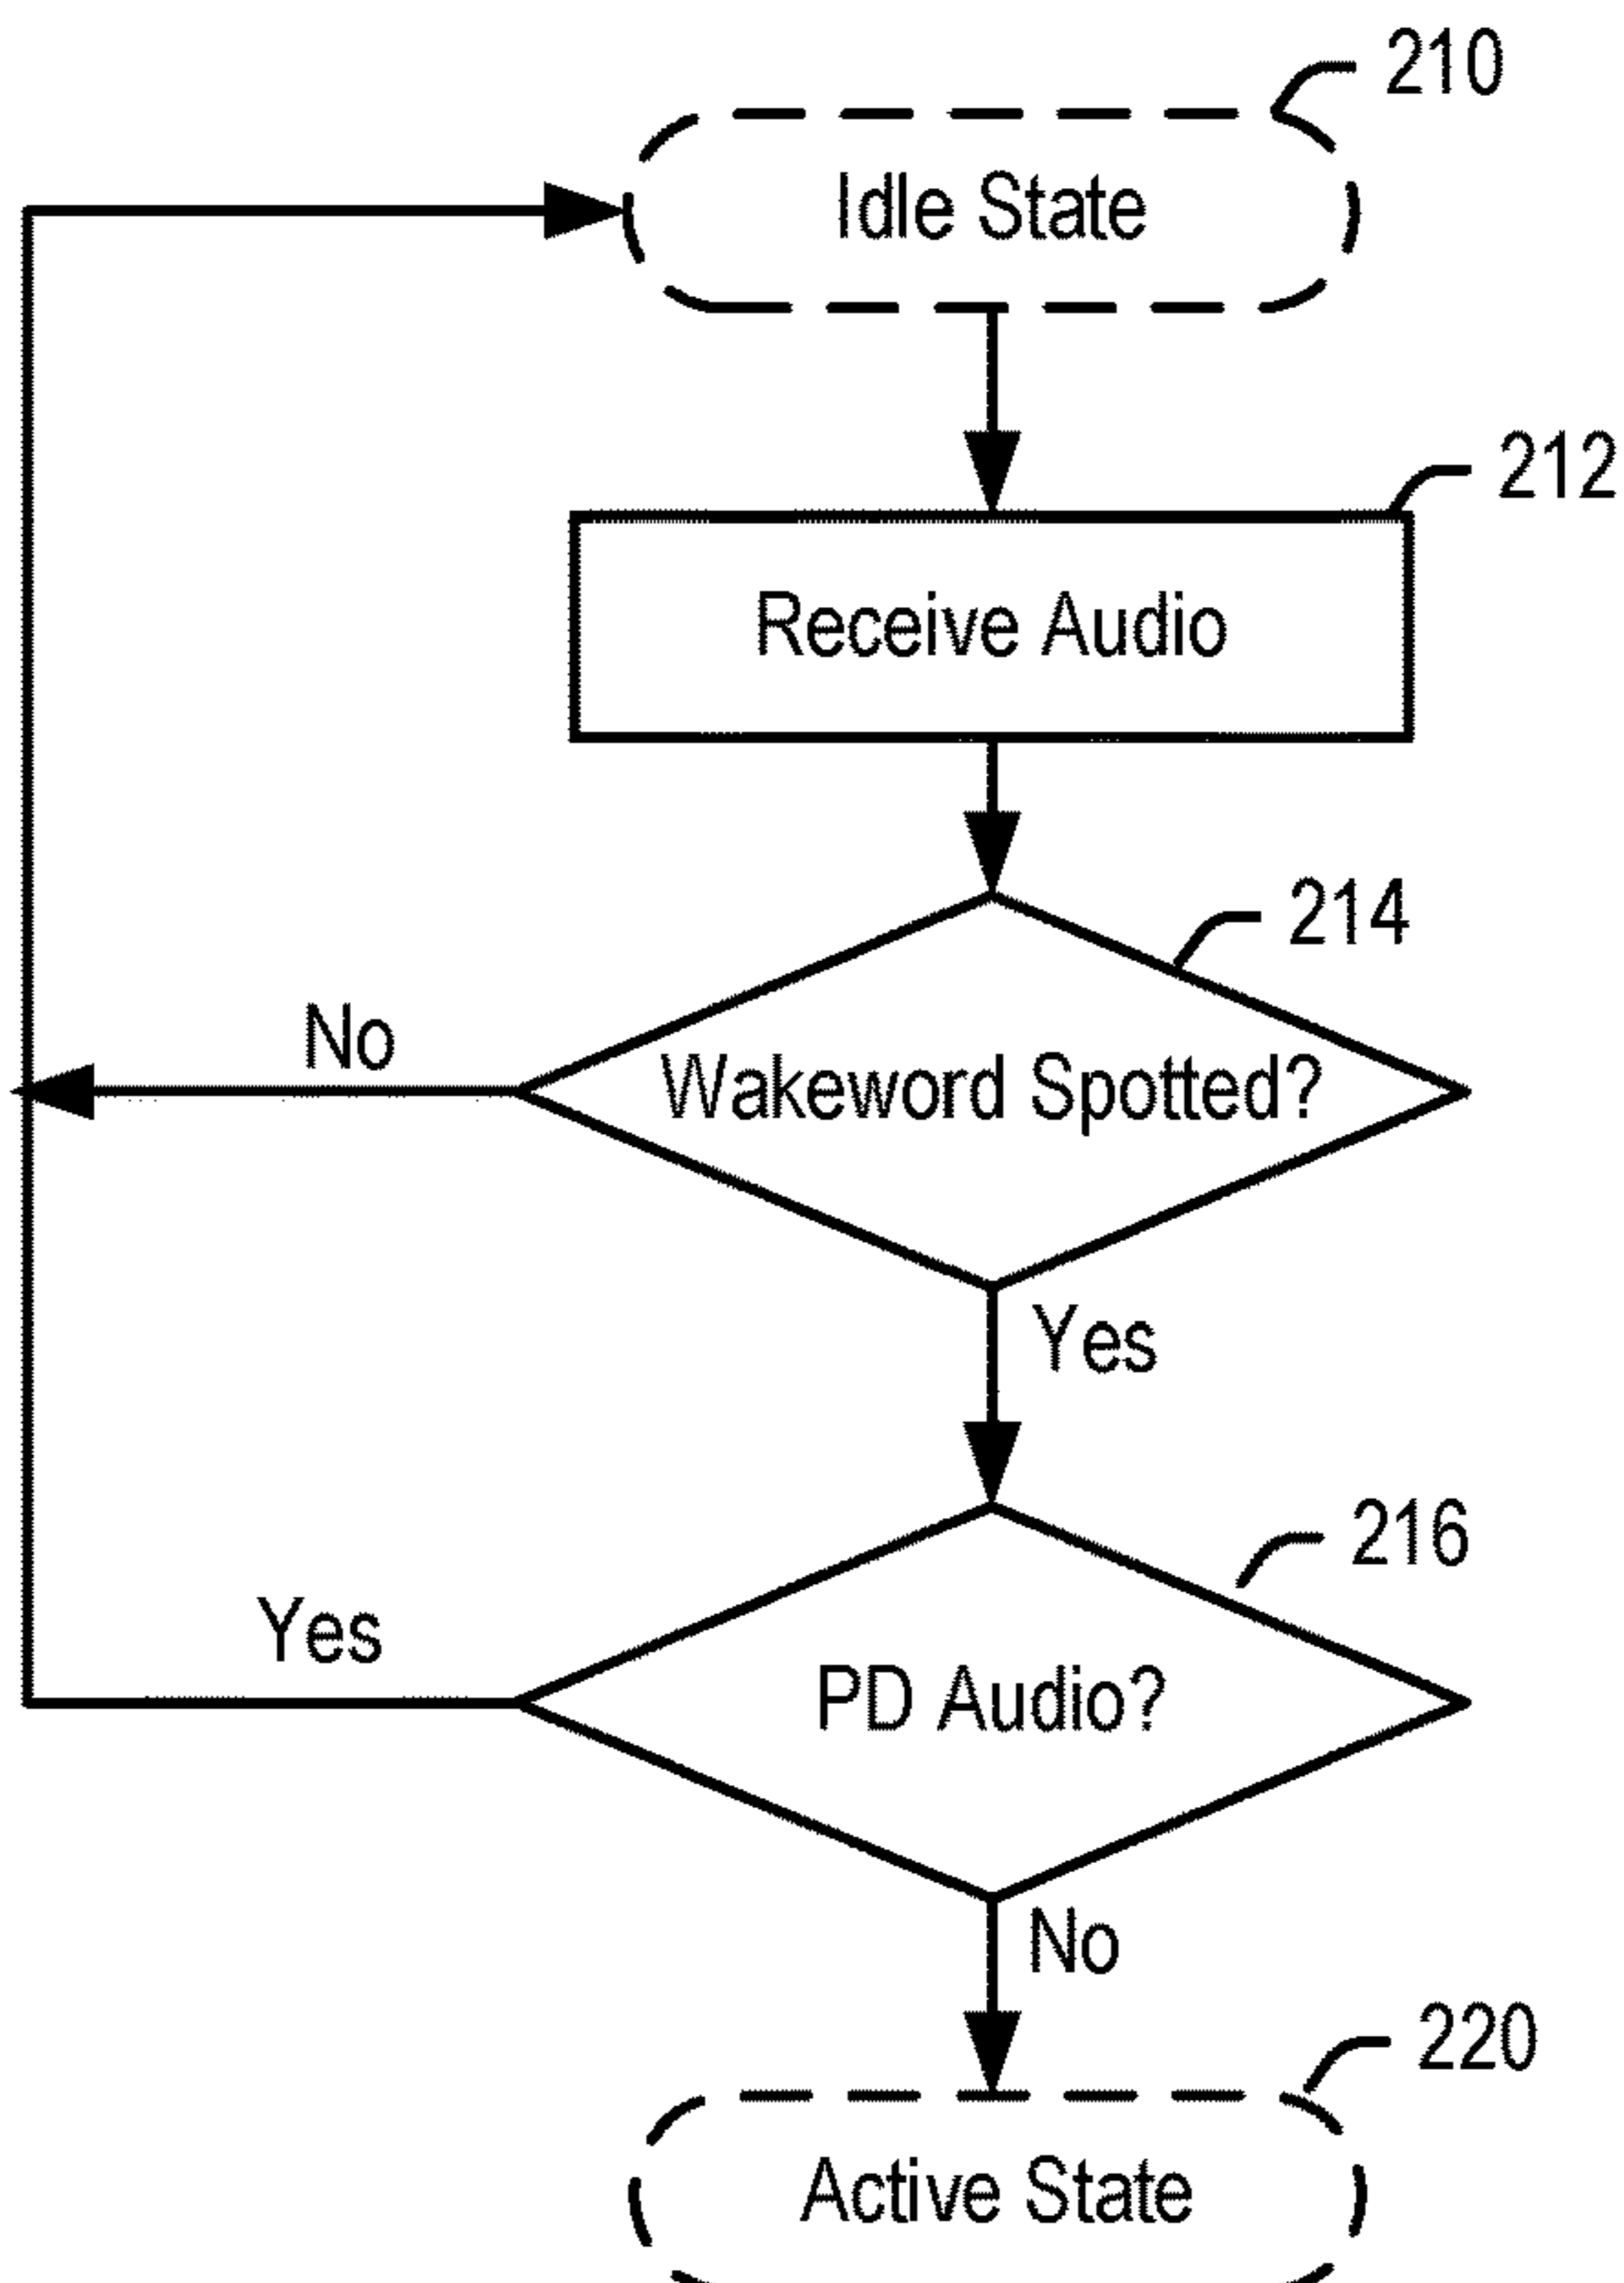 210
Idle State
212
Receive Audio
214
No
Wakeword Spotted?
Yes
216
Yes
PD Audio?
No
220
Active State